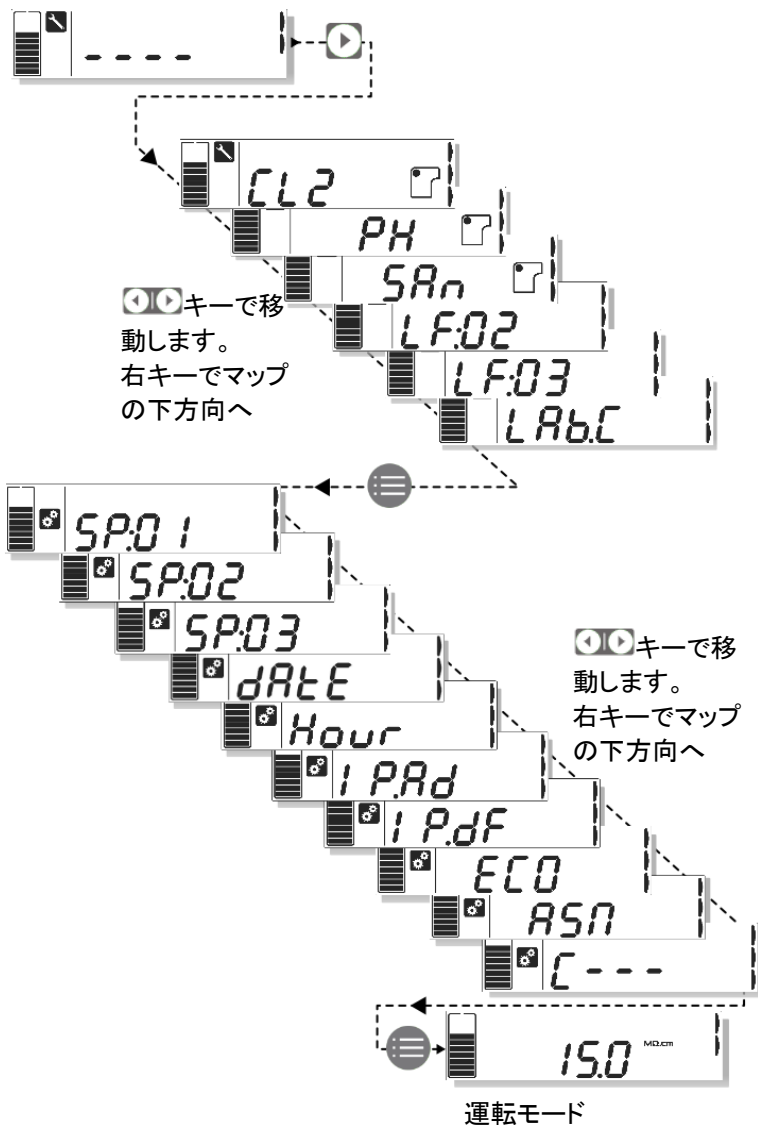 - - - -
CL2
PH
SAn
LF:02
LF:03
LAb.C
キーで移
動します。
右キーでマップ
の下方向へ
SP:01
SP:02
SP:03
dAtE
Hour
IP.Ad
IP.dF
ECO
ASM
C - - -
キーで移
動します。
右キーでマップ
の下方向へ
15.0 MΩ.cm
運転モード